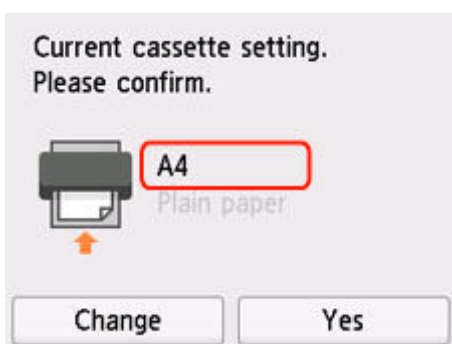 Current cassette setting.
Please confirm.
A4
Plain paper
Change
Yes